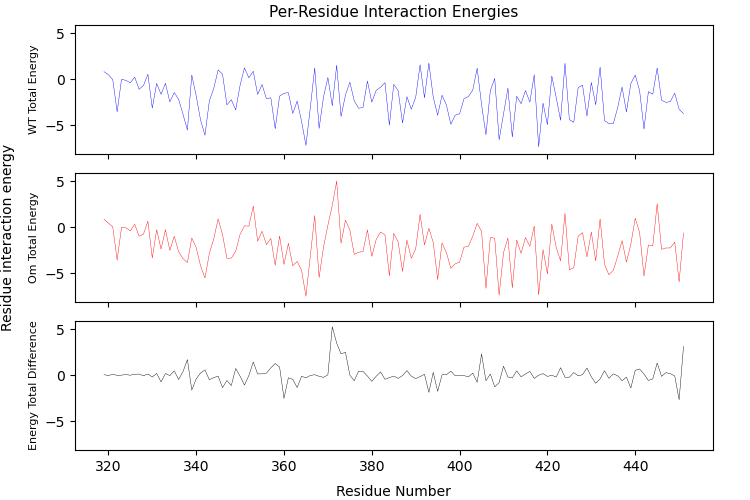 Per-Residue Interaction Energies
Residue interaction energy
WT Total Energy
5
0
−5
Om Total Energy
5
0
−5
Energy Total Difference
5
0
−5
320 340 360 380 400 420 440
Residue Number